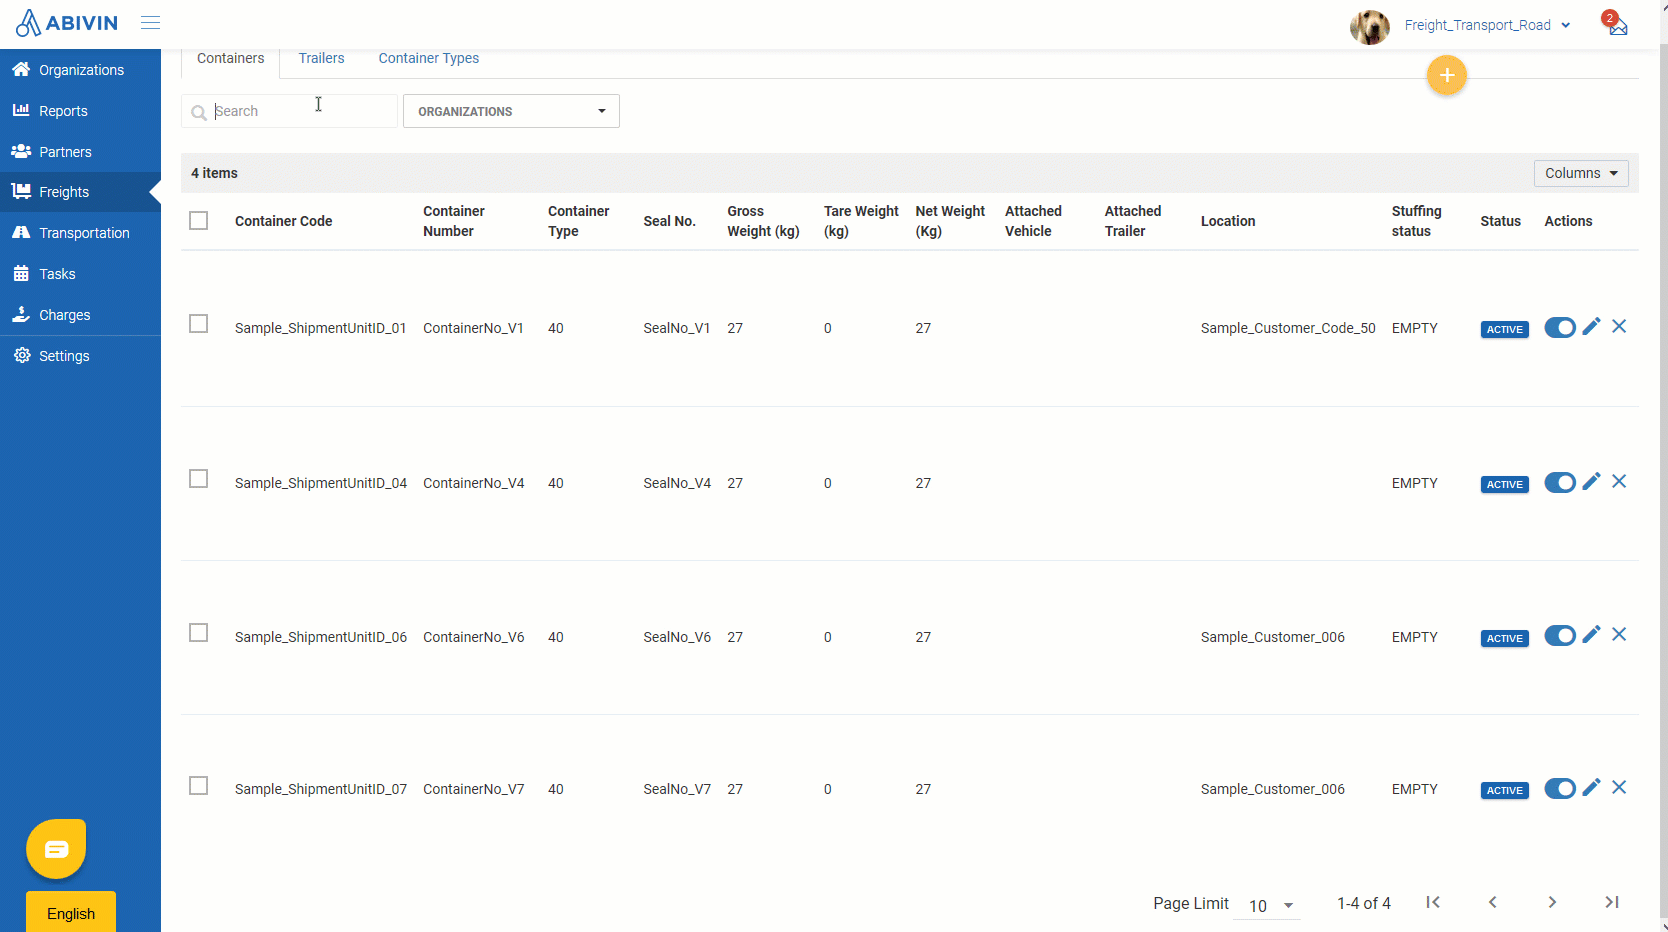 ABIVIN
Freight_Transport_Road
2
Organizations
Reports
Partners
Freights
Transportation
Tasks
Charges
Settings
English
Containers Trailers Container Types
+
Search ORGANIZATIONS
4 items Columns
Container Code Container Number Container Type Seal No. Gross Weight (kg) Tare Weight (kg) Net Weight (Kg) Attached Vehicle Attached Trailer Location Stuffing status Status Actions
Sample_ShipmentUnitID_01 ContainerNo_V1 40 SealNo_V1 27 0 27 Sample_Customer_Code_50 EMPTY ACTIVE
Sample_ShipmentUnitID_04 ContainerNo_V4 40 SealNo_V4 27 0 27 EMPTY ACTIVE
Sample_ShipmentUnitID_06 ContainerNo_V6 40 SealNo_V6 27 0 27 Sample_Customer_006 EMPTY ACTIVE
Sample_ShipmentUnitID_07 ContainerNo_V7 40 SealNo_V7 27 0 27 Sample_Customer_006 EMPTY ACTIVE
Page Limit 10 1-4 of 4